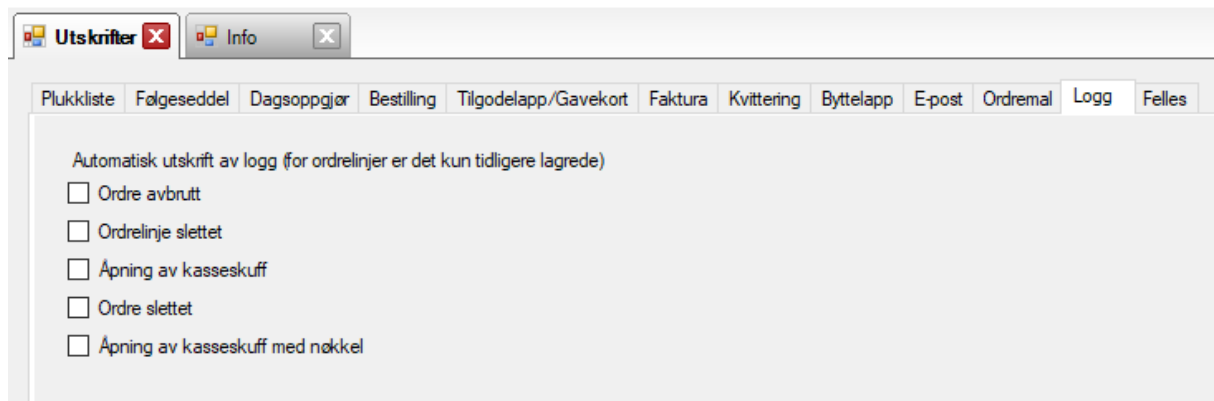 Utskrifter Info
Plukkliste Følgeseddel Dagsoppgjør Bestilling Tilgodelapp/Gavekort Faktura Kvittering Byttelapp E-post Ordremal Logg Felles
Automatisk utskrift av logg (for ordrelinjer er det kun tidligere lagrede)
Ordre avbrutt
Ordrelinje slettet
Åpning av kasseskuff
Ordre slettet
Åpning av kasseskuff med nøkkel